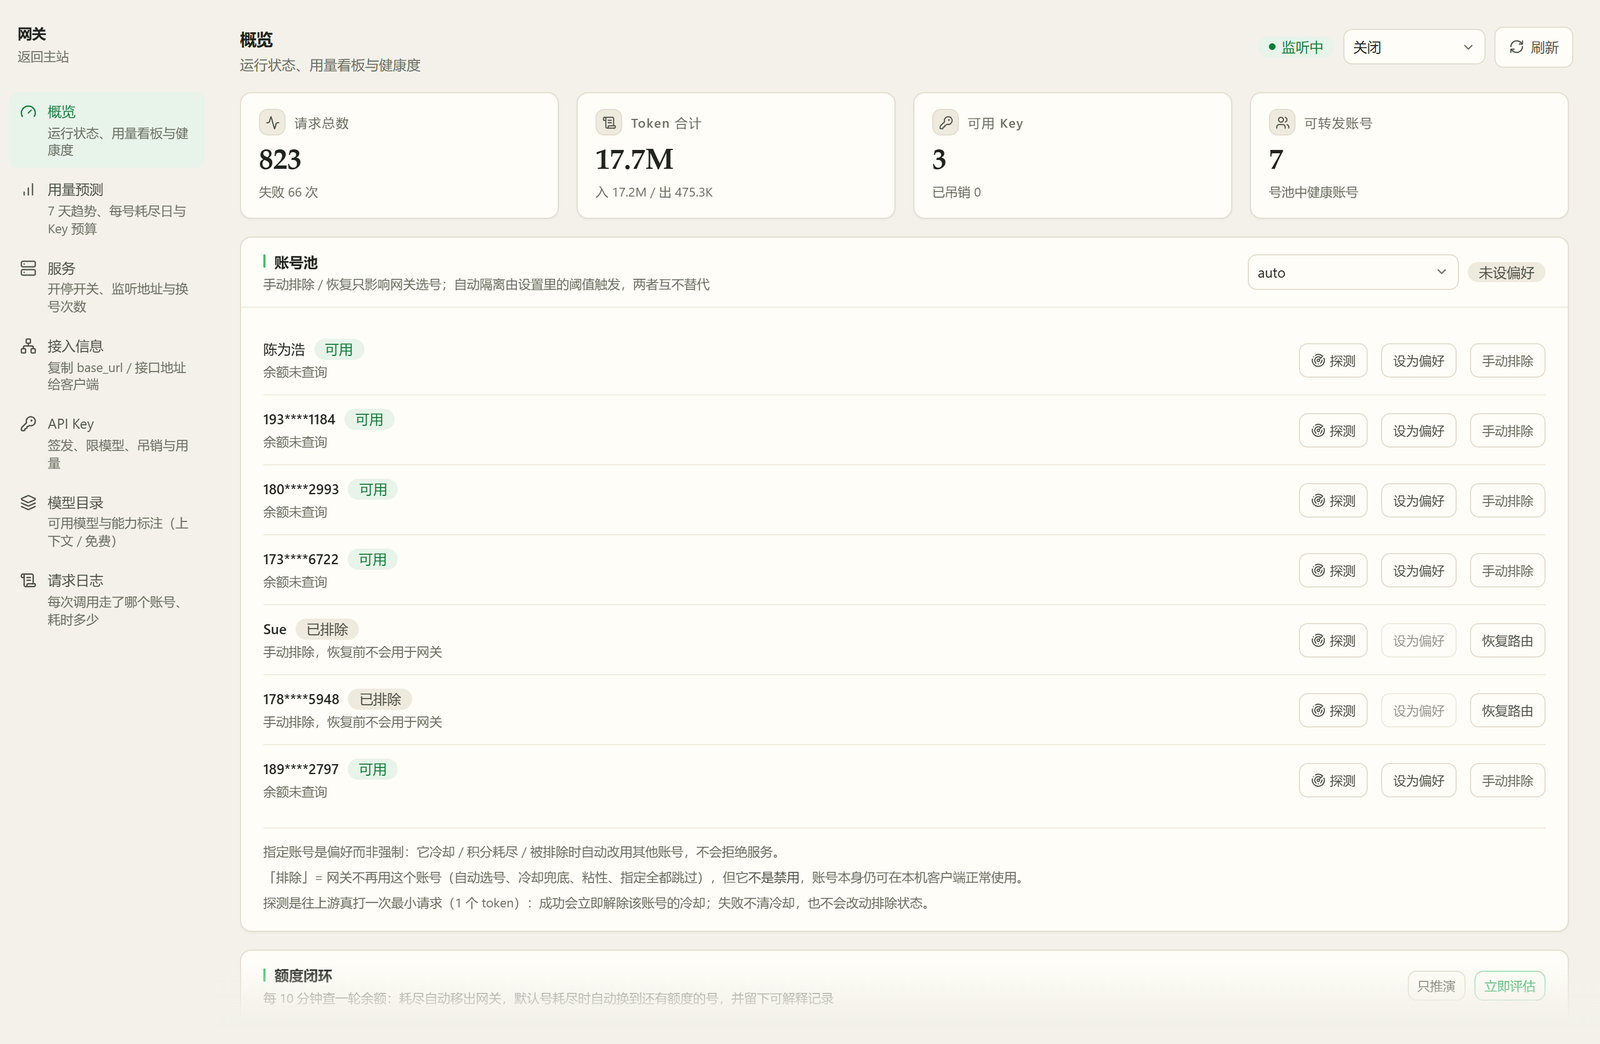 网关
返回主站
概览
运行状态、用量看板与健
康度
用量预测
7 天趋势、每号耗尽日与
Key 预算
服务
开停开关、监听地址与换
号次数
接入信息
复制 base_url / 接口地址
给客户端
API Key
签发、限模型、吊销与用
量
模型目录
可用模型与能力标注（上
下文 / 免费）
请求日志
每次调用走了哪个账号、
耗时多少
概览
运行状态、用量看板与健康度
监听中
关闭
刷新
请求总数
823
失败 66 次
Token 合计
17.7M
入 17.2M / 出 475.3K
可用 Key
3
已吊销 0
可转发账号
7
号池中健康账号
账号池
手动排除 / 恢复只影响网关选号；自动隔离由设置里的阈值触发，两者互不替代
auto
未设偏好
陈为浩 可用
余额未查询
探测 设为偏好 手动排除
193****1184 可用
余额未查询
探测 设为偏好 手动排除
180****2993 可用
余额未查询
探测 设为偏好 手动排除
173****6722 可用
余额未查询
探测 设为偏好 手动排除
Sue 已排除
手动排除，恢复前不会用于网关
探测 设为偏好 恢复路由
178****5948 已排除
手动排除，恢复前不会用于网关
探测 设为偏好 恢复路由
189****2797 可用
余额未查询
探测 设为偏好 手动排除
指定账号是偏好而非强制：它冷却 / 积分耗尽 / 被排除时自动改用其他账号，不会拒绝服务。
「排除」= 网关不再用这个账号（自动选号、冷却兜底、粘性、指定全都跳过），但它不是禁用，账号本身仍可在本机客户端正常使用。
探测是往上游真打一次最小请求（1 个 token）：成功会立即解除该账号的冷却；失败不清冷却，也不会改动排除状态。
额度闭环
每 10 分钟查一轮余额：耗尽自动移出网关，默认号耗尽时自动换到还有额度的号，并留下可解释记录
只推演
立即评估